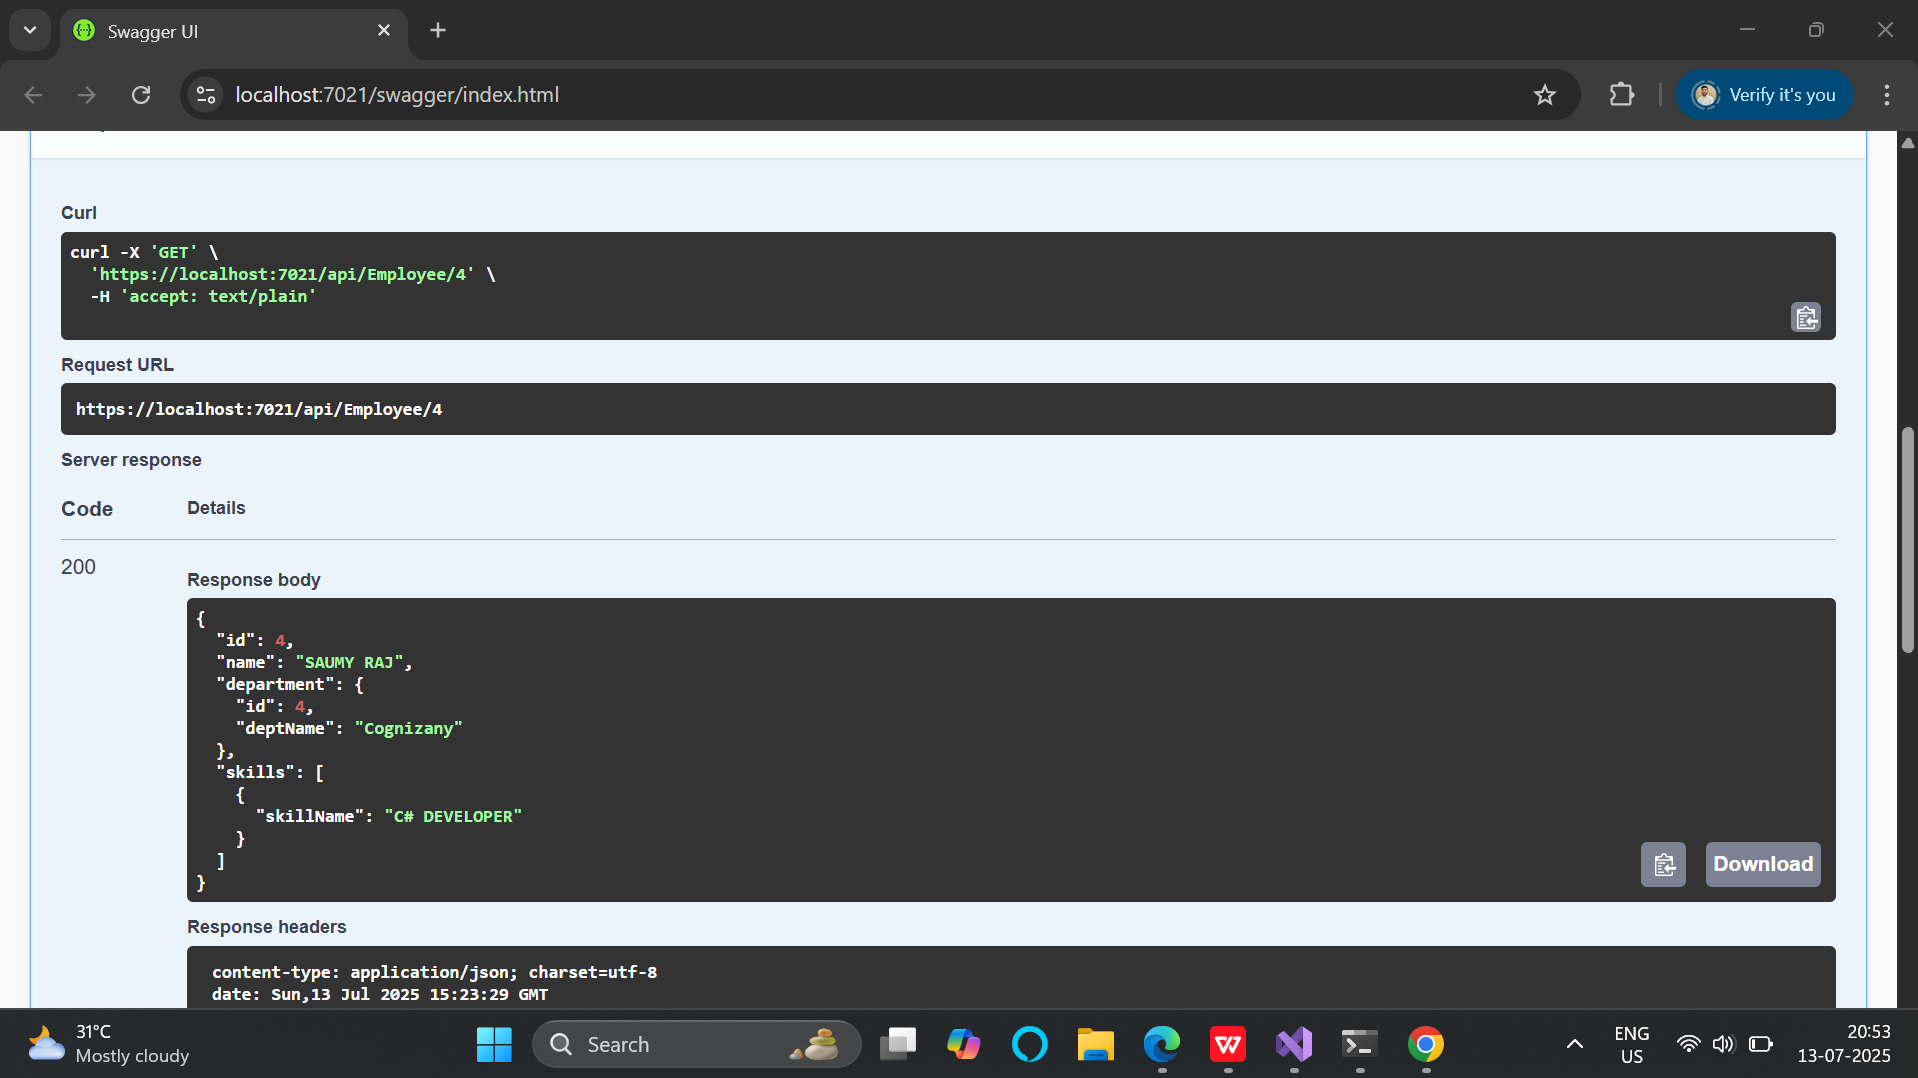 Swagger UI
localhost:7021/swagger/index.html
Verify it's you
Curl
curl -X 'GET' \
'https://localhost:7021/api/Employee/4' \
-H 'accept: text/plain'
Request URL
https://localhost:7021/api/Employee/4
Server response
Code Details
200
Response body
{
"id": 4,
"name": "SAUMY RAJ",
"department": {
"id": 4,
"deptName": "Cognizany"
},
"skills": [
{
"skillName": "C# DEVELOPER"
}
]
}
Download
Response headers
content-type: application/json; charset=utf-8
date: Sun,13 Jul 2025 15:23:29 GMT
31°C
Mostly cloudy
Search
ENG
US
20:53
13-07-2025